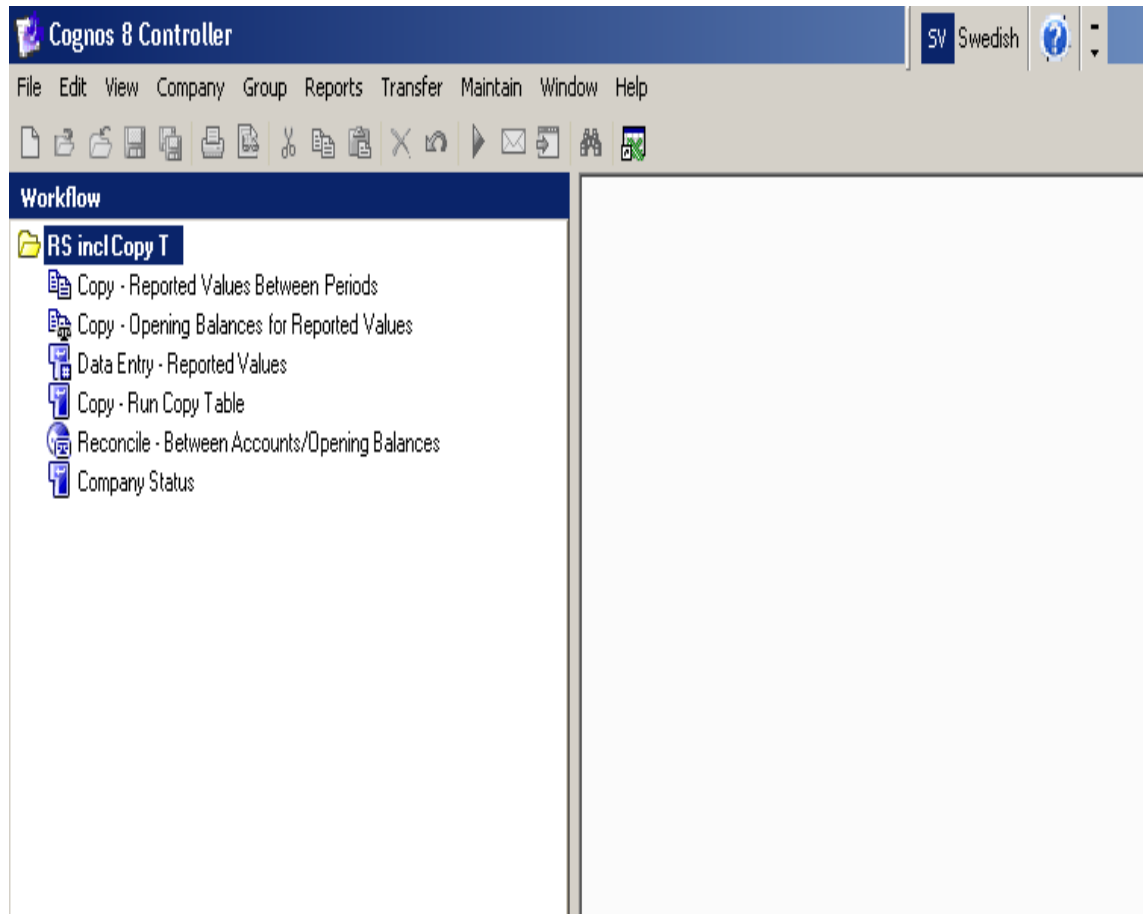 Cognos 8 Controller
SV Swedish
File Edit View Company Group Reports Transfer Maintain Window Help
Workflow
RS incl Copy T
Copy - Reported Values Between Periods
Copy - Opening Balances for Reported Values
Data Entry - Reported Values
Copy - Run Copy Table
Reconcile - Between Accounts/Opening Balances
Company Status